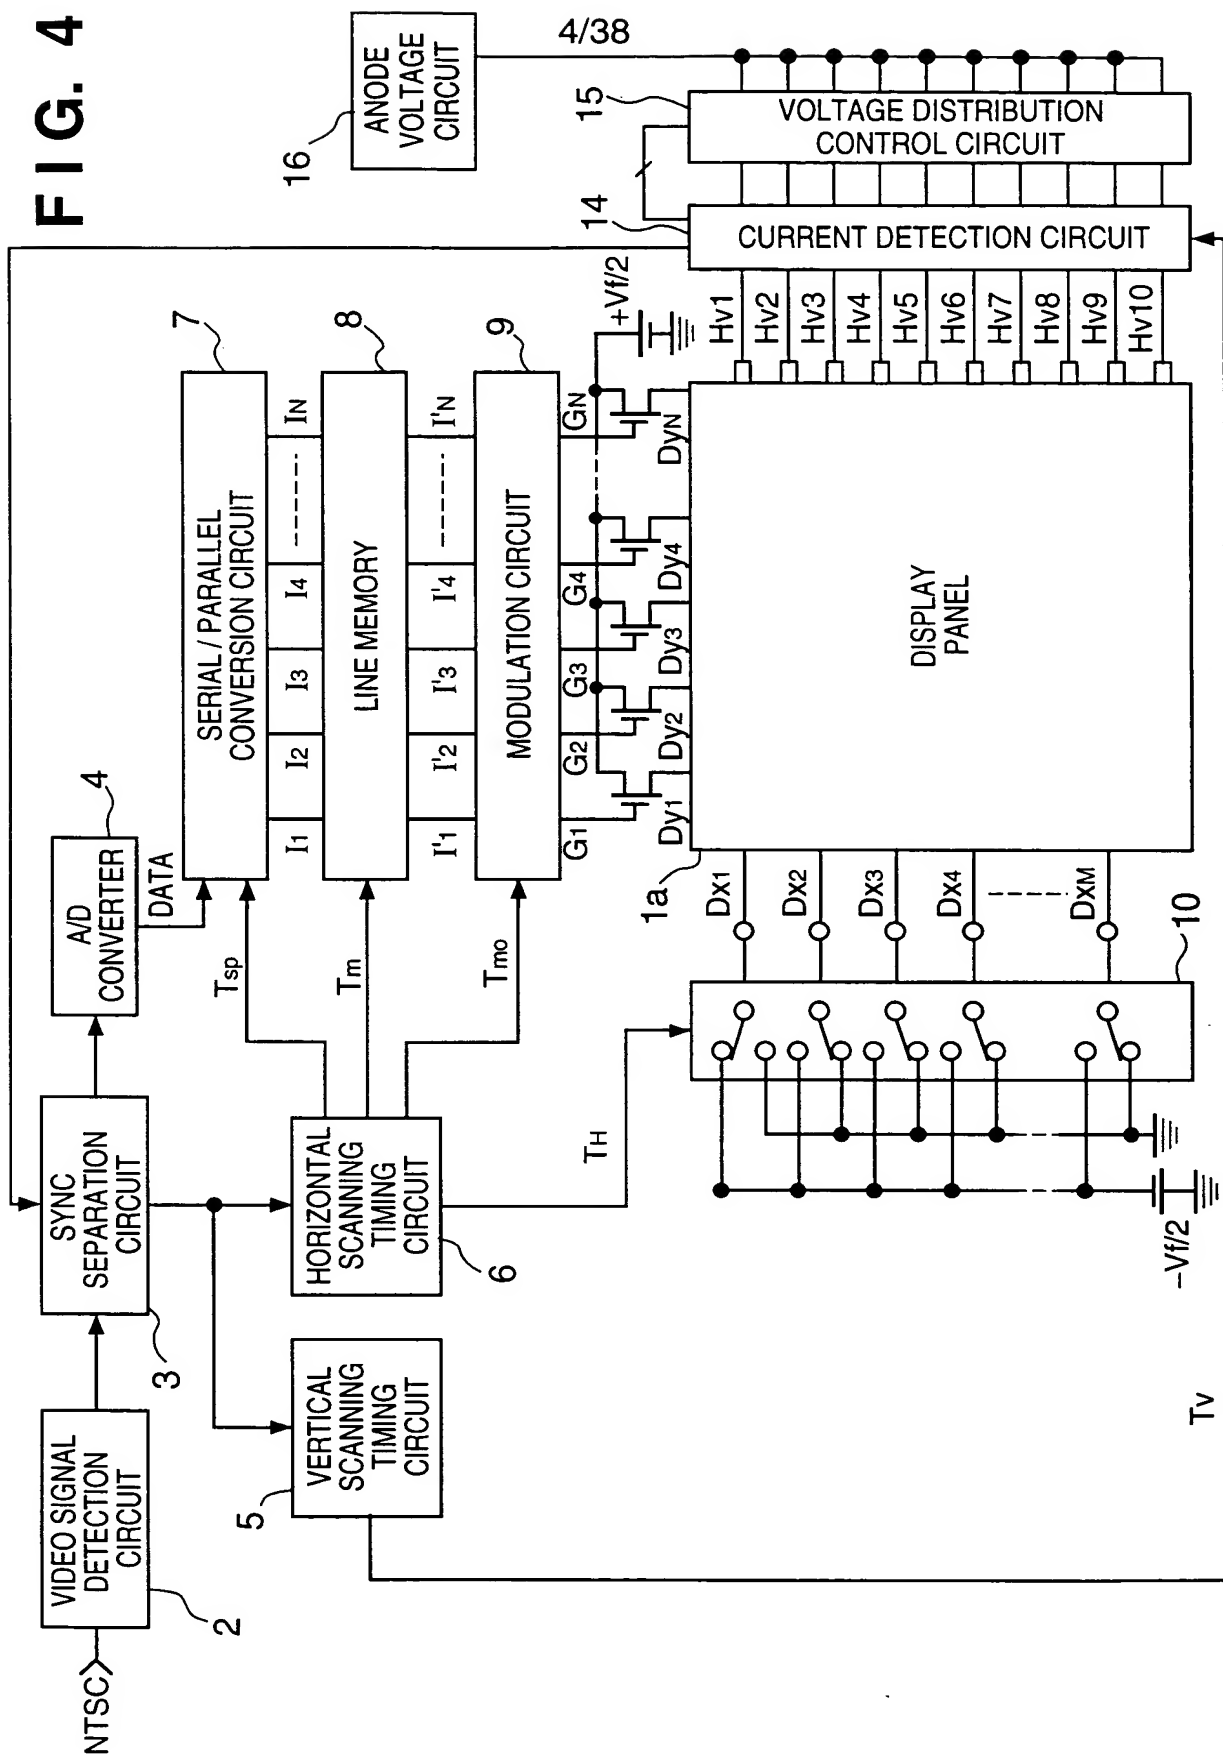 FIG. 4
4/38
16
ANODE
VOLTAGE
CIRCUIT
15
VOLTAGE DISTRIBUTION
CONTROL CIRCUIT
14
CURRENT DETECTION CIRCUIT
7
SERIAL / PARALLEL
CONVERSION CIRCUIT
I1 I2 I3 I4 IN
8
LINE MEMORY
I'1 I'2 I'3 I'4 I'N
9
MODULATION CIRCUIT
G1 G2 G3 G4 GN
+Vf/2
Dy1 Dy2 Dy3 Dy4 DyN
Hv1
Hv2
Hv3
Hv4
Hv5
Hv6
Hv7
Hv8
Hv9
Hv10
1a
DISPLAY
PANEL
4
A/D
CONVERTER
DATA
Tsp
Tm
Tmo
SYNC
SEPARATION
CIRCUIT
3
HORIZONTAL
SCANNING
TIMING
CIRCUIT
6
TH
Dx1
Dx2
Dx3
Dx4
DxM
10
-Vf/2
NTSC
VIDEO SIGNAL
DETECTION
CIRCUIT
2
VERTICAL
SCANNING
TIMING
CIRCUIT
5
Tv